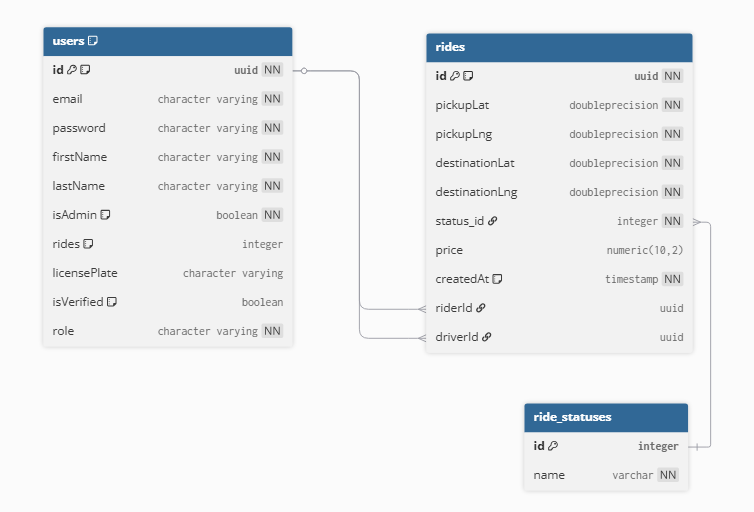 users
id uuid NN
email character varying NN
password character varying NN
firstName character varying NN
lastName character varying NN
isAdmin boolean NN
rides integer
licensePlate character varying
isVerified boolean
role character varying NN
rides
id uuid NN
pickupLat doubleprecision NN
pickupLng doubleprecision NN
destinationLat doubleprecision NN
destinationLng doubleprecision NN
status_id integer NN
price numeric(10,2)
createdAt timestamp NN
riderId uuid
driverId uuid
ride_statuses
id integer
name varchar NN